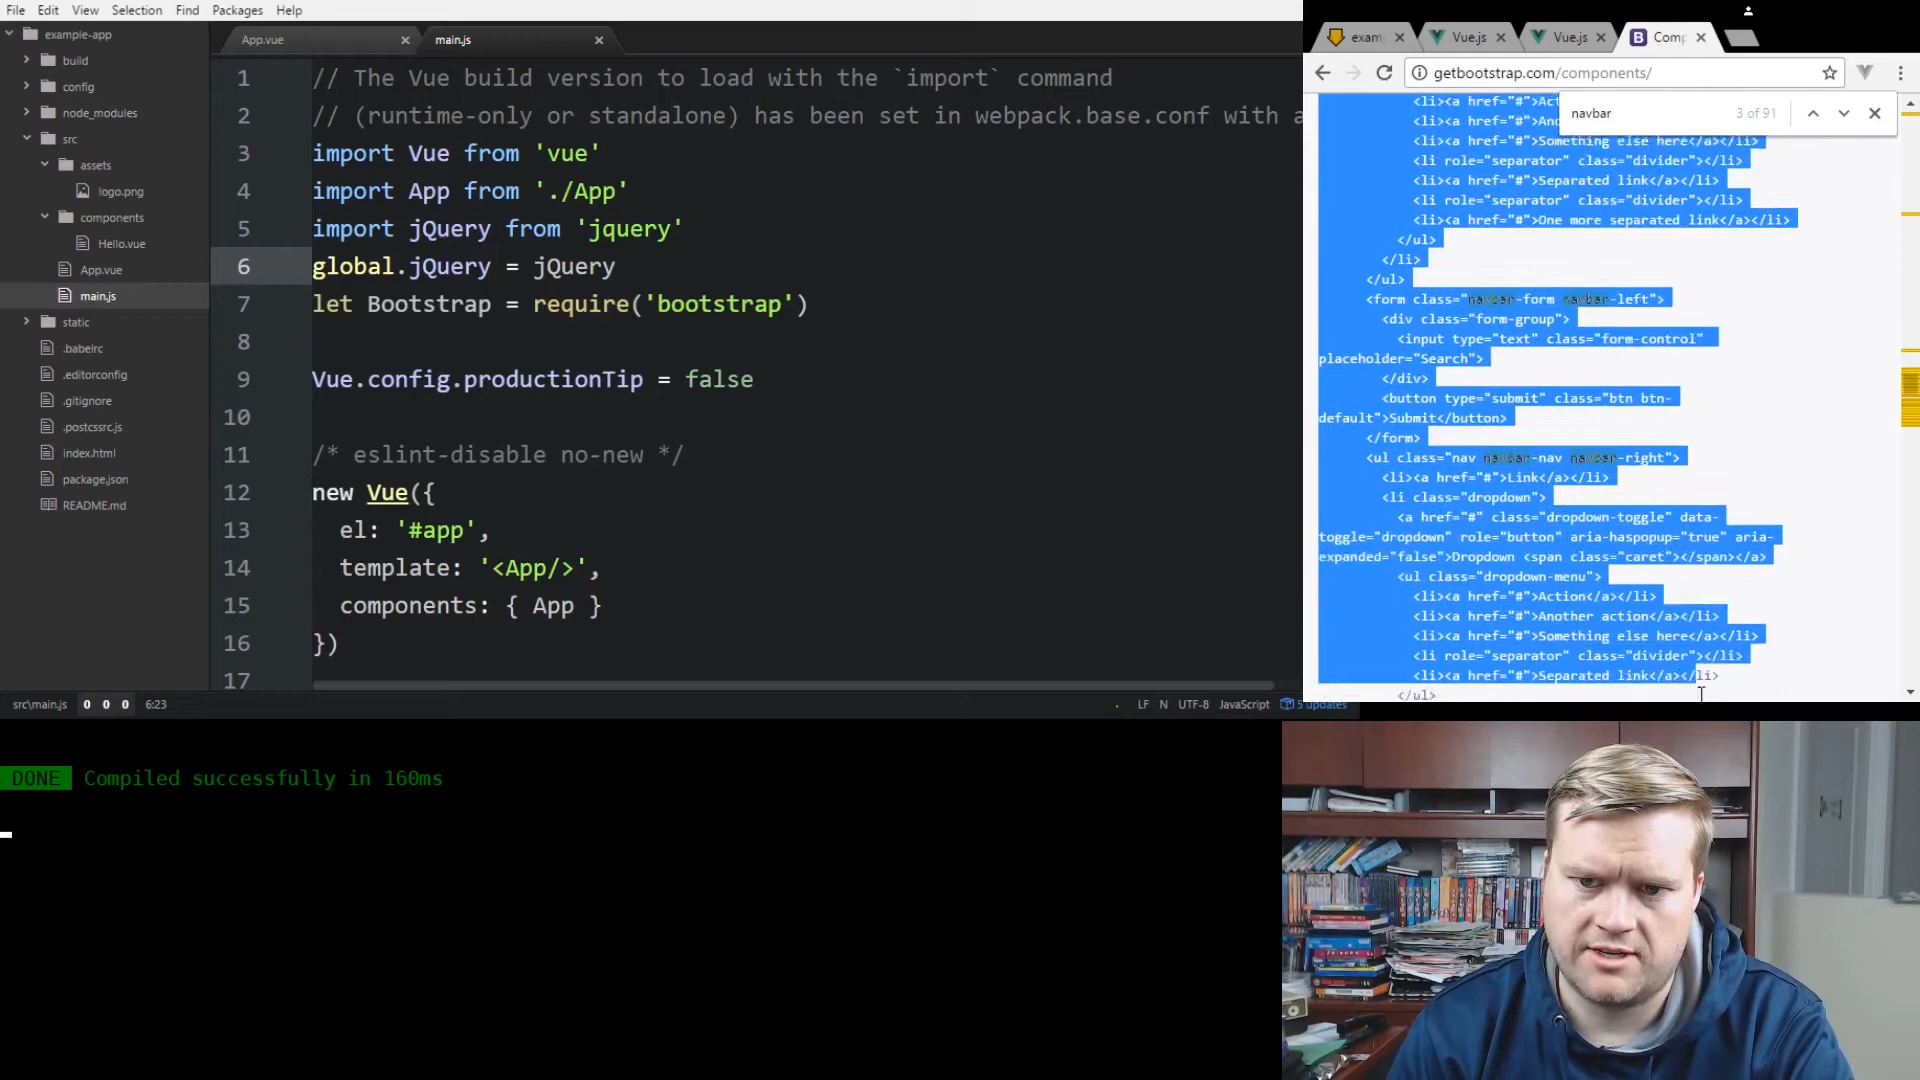 File Edit View Selection Find Packages Help
example-app
build
config
node_modules
src
assets
logo.png
components
Hello.vue
App.vue
main.js
static
.babelrc
.editorconfig
.gitignore
.postcssrc.js
index.html
package.json
README.md
App.vue
main.js
1 // The Vue build version to load with the `import` command
2 // (runtime-only or standalone) has been set in webpack.base.conf with a
3 import Vue from 'vue'
4 import App from './App'
5 import jQuery from 'jquery'
6 global.jQuery = jQuery
7 let Bootstrap = require('bootstrap')
8
9 Vue.config.productionTip = false
10
11 /* eslint-disable no-new */
12 new Vue({
13 el: '#app',
14 template: '<App/>',
15 components: { App }
16 })
17
src\main.js 0 0 0 6:23
LF N UTF-8 JavaScript 5 updates
DONE Compiled successfully in 160ms
exam
Vue.js
Vue.js
B Comp
getbootstrap.com/components/
navbar 3 of 91
<li><a href="#">Act
<li><a href="#">Ano
<li><a href="#">Something else here</a></li>
<li role="separator" class="divider"></li>
<li><a href="#">Separated link</a></li>
<li role="separator" class="divider"></li>
<li><a href="#">One more separated link</a></li>
</ul>
</li>
</ul>
<form class="navbar-form navbar-left">
<div class="form-group">
<input type="text" class="form-control"
placeholder="Search">
</div>
<button type="submit" class="btn btn-
default">Submit</button>
</form>
<ul class="nav navbar-nav navbar-right">
<li><a href="#">Link</a></li>
<li class="dropdown">
<a href="#" class="dropdown-toggle" data-
toggle="dropdown" role="button" aria-haspopup="true" aria-
expanded="false">Dropdown <span class="caret"></span></a>
<ul class="dropdown-menu">
<li><a href="#">Action</a></li>
<li><a href="#">Another action</a></li>
<li><a href="#">Something else here</a></li>
<li role="separator" class="divider"></li>
<li><a href="#">Separated link</a></li>
</ul>